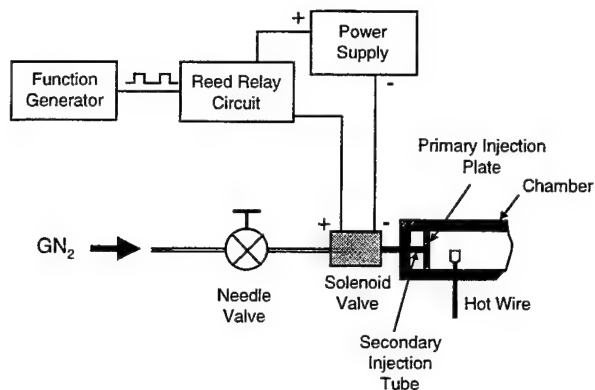 +
Power
Supply
-
Function
Generator
Reed Relay
Circuit
Primary Injection
Plate
Chamber
+
-
GN₂
Needle
Valve
Solenoid
Valve
Hot Wire
Secondary
Injection
Tube